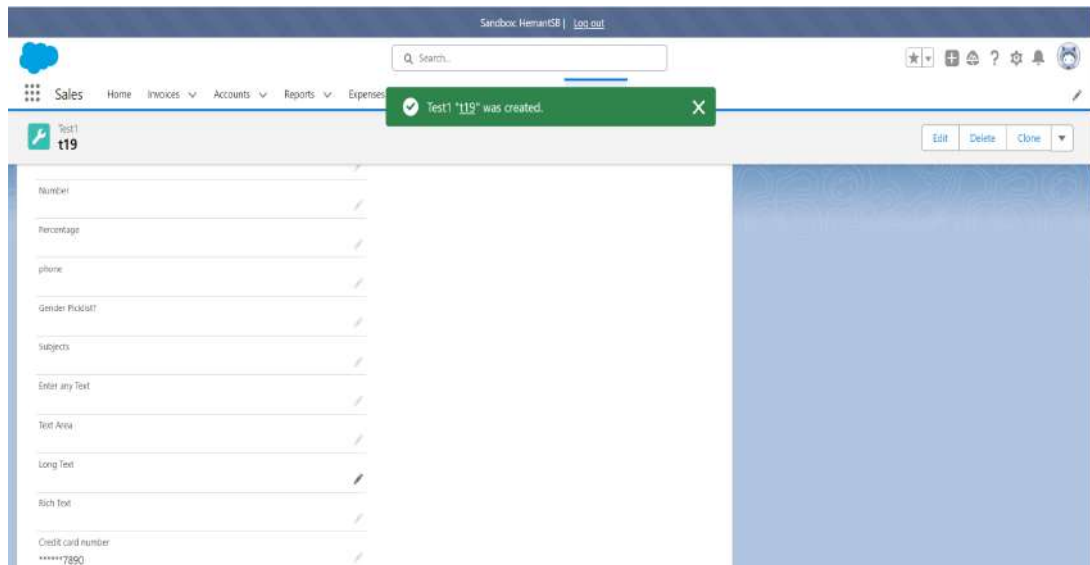 Sandbox: HemantSB | Log out
Search...
Sales Home Invoices Accounts Reports Expenses
Test1 "t19" was created.
Test1
t19
Edit Delete Clone
Number
Percentage
phone
Gender Picklist?
Subjects
Enter any Text
Text Area
Long Text
Rich Text
Credit card number
******7890